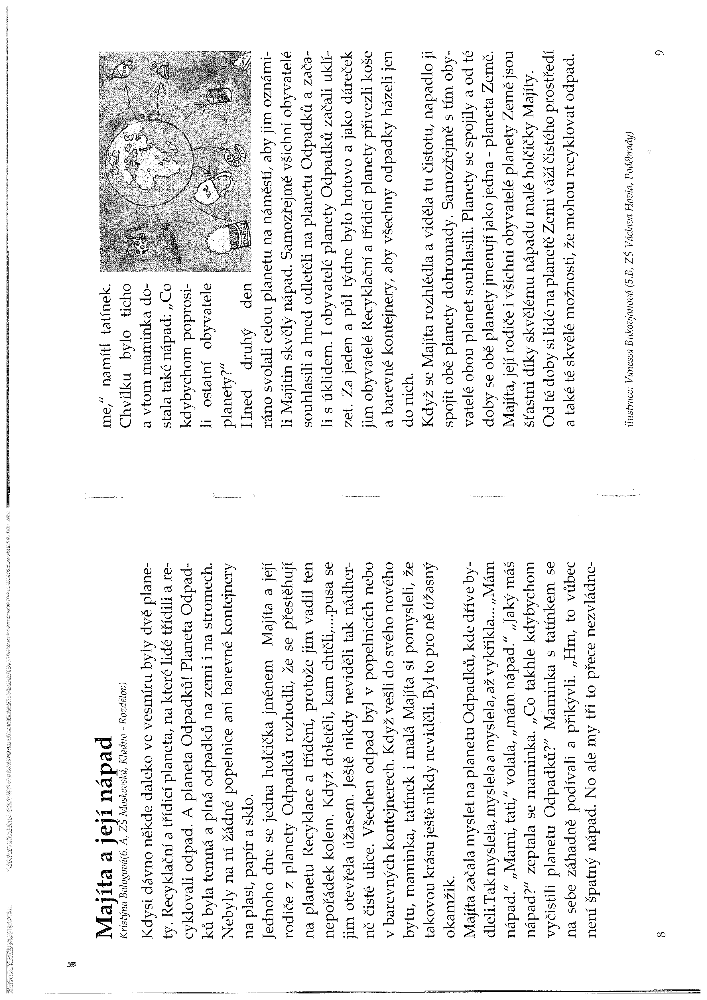 Majíta a její nápad
Kristýna Balogová(6. A, ZŠ Moskevská, Kladno - Rozdělov)
Kdysi dávno někde daleko ve vesmíru byly dvě plane-
ty. Recyklační a třídicí planeta, na které lidé třídili a re-
cyklovali odpad. A planeta Odpadků! Planeta Odpad-
ků byla temná a plná odpadků na zemi i na stromech.
Nebyly na ní žádné popelnice ani barevné kontejnery
na plast, papír a sklo.
Jednoho dne se jedna holčička jménem Majíta a její
rodiče z planety Odpadků rozhodli, že se přestěhují
na planetu Recyklace a třídění, protože jim vadil ten
nepořádek kolem. Když doletěli, kam chtěli,....pusa se
jim otevřela úžasem. Ještě nikdy neviděli tak nádher-
ně čisté ulice. Všechen odpad byl v popelnicích nebo
v barevných kontejnerech. Když vešli do svého nového
bytu, maminka, tatínek i malá Majíta si pomysleli, že
takovou krásu ještě nikdy neviděli. Byl to pro ně úžasný
okamžik.
Majíta začala myslet na planetu Odpadků, kde dříve by-
dleli.Tak myslela, myslela a myslela, až vykřikla...„Mám
nápad.“ „Mami, tati,“ volala, „mám nápad.“ „Jaký máš
nápad?“ zeptala se maminka. „Co takhle kdybychom
vyčistili planetu Odpadků?“ Maminka s tatínkem se
na sebe záhadně podívali a přikývli. „Hm, to vůbec
není špatný nápad. No ale my tři to přece nezvládne-
8
me,“ namítl tatínek.
Chvilku bylo ticho
a vtom maminka do-
stala také nápad: „Co
kdybychom poprosi-
li ostatní obyvatele
planety?“
Hned druhý den
ráno svolali celou planetu na náměstí, aby jim oznámi-
li Majitin skvělý nápad. Samozřejmě všichni obyvatelé
souhlasili a hned odletěli na planetu Odpadků a zača-
li s úklidem. I obyvatelé planety Odpadků začali uklí-
zet. Za jeden a půl týdne bylo hotovo a jako dáreček
jim obyvatelé Recyklační a třídicí planety přivezli koše
a barevné kontejnery, aby všechny odpadky házeli jen
do nich.
Když se Majíta rozhlédla a viděla tu čistotu, napadlo ji
spojit obě planety dohromady. Samozřejmě s tím oby-
vatelé obou planet souhlasili. Planety se spojily a od té
doby se obě planety jmenují jako jedna - planeta Země.
Majíta, její rodiče i všichni obyvatelé planety Země jsou
šťastni díky skvělému nápadu malé holčičky Majíty.
Od té doby si lidé na planetě Zemi váží čistého prostředí
a také té skvělé možnosti, že mohou recyklovat odpad.
ilustrace: Vanessa Bukovjanová (5.B, ZŠ Václava Havla, Poděbrady)
9